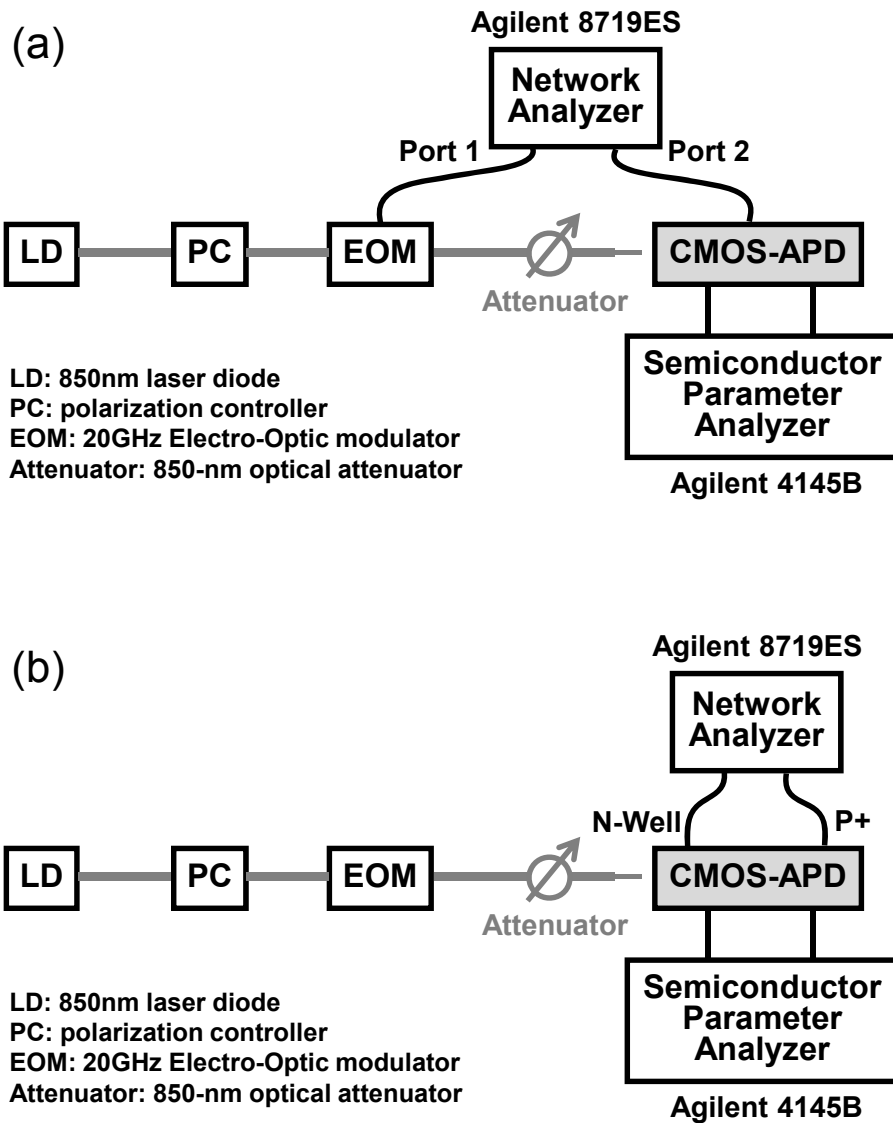 (a)
Agilent 8719ES
Network
Analyzer
Port 1
Port 2
LD
PC
EOM
Attenuator
CMOS-APD
Semiconductor
Parameter
Analyzer
Agilent 4145B
LD: 850nm laser diode
PC: polarization controller
EOM: 20GHz Electro-Optic modulator
Attenuator: 850-nm optical attenuator
(b)
Agilent 8719ES
Network
Analyzer
N-Well
P+
LD
PC
EOM
Attenuator
CMOS-APD
Semiconductor
Parameter
Analyzer
Agilent 4145B
LD: 850nm laser diode
PC: polarization controller
EOM: 20GHz Electro-Optic modulator
Attenuator: 850-nm optical attenuator